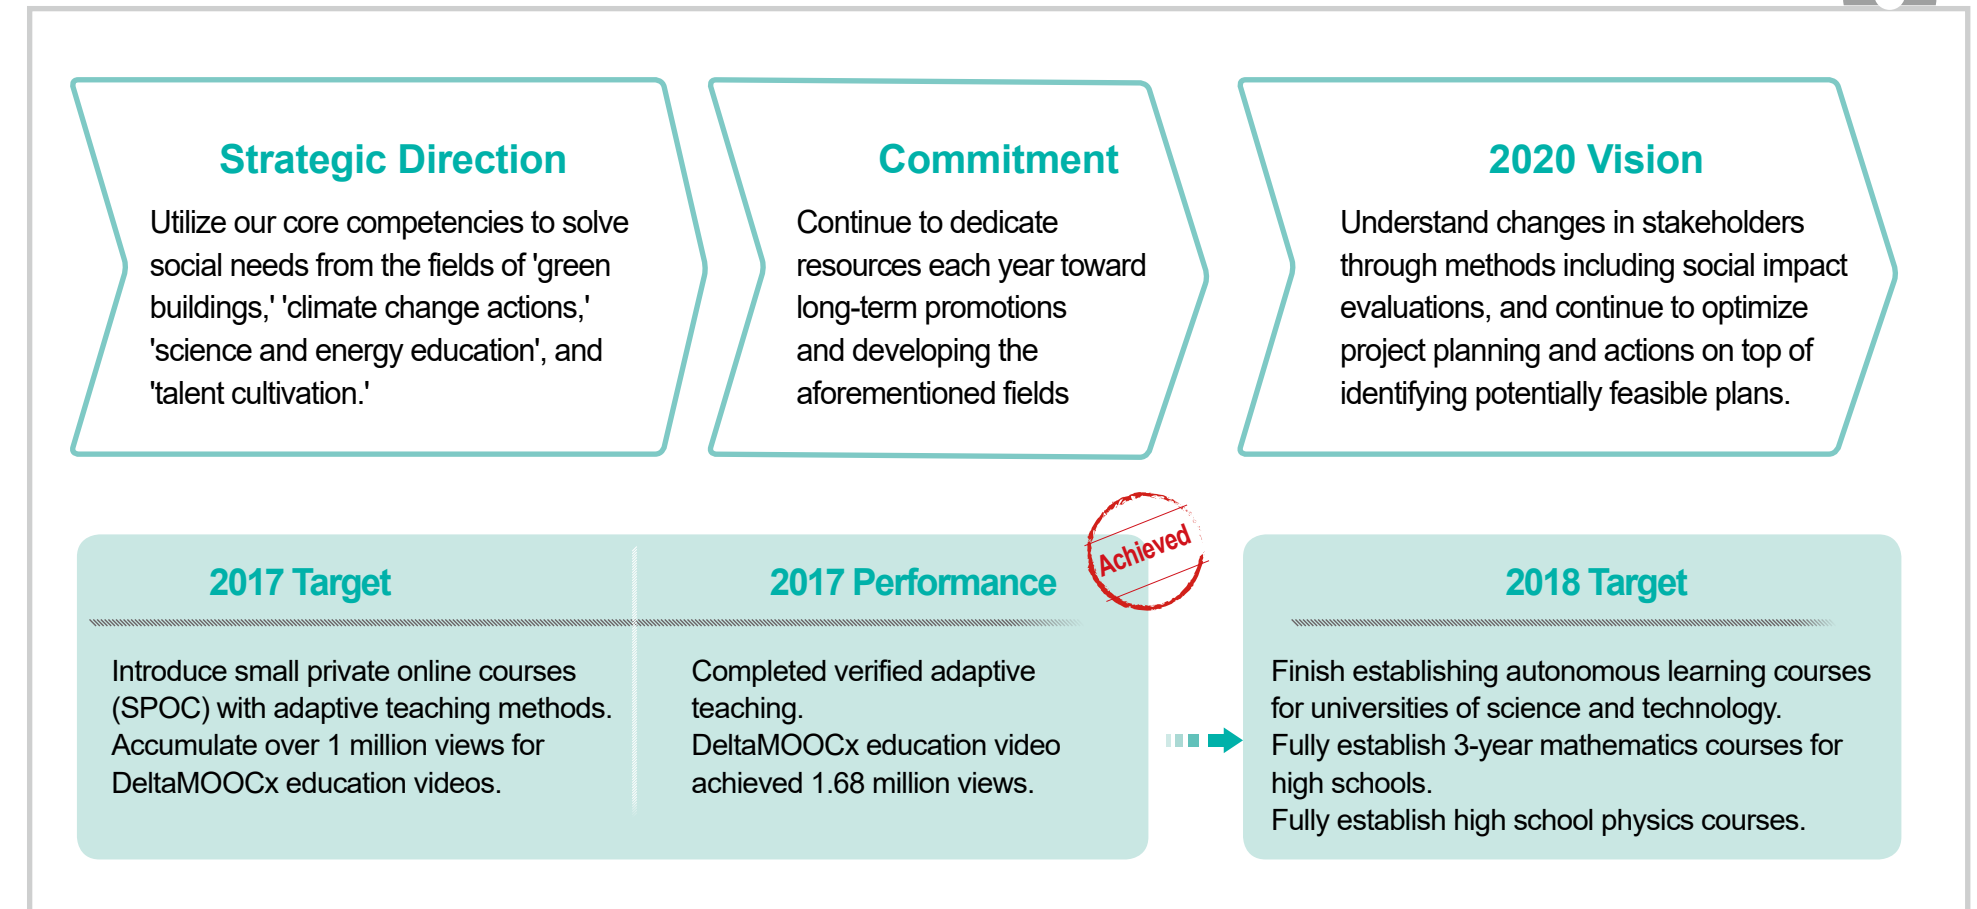 Strategic Direction
Utilize our core competencies to solve
social needs from the fields of 'green
buildings,' 'climate change actions,'
'science and energy education', and
'talent cultivation.'
Commitment
Continue to dedicate
resources each year toward
long-term promotions
and developing the
aforementioned fields
2020 Vision
Understand changes in stakeholders
through methods including social impact
evaluations, and continue to optimize
project planning and actions on top of
identifying potentially feasible plans.
2017 Target
Introduce small private online courses
(SPOC) with adaptive teaching methods.
Accumulate over 1 million views for
DeltaMOOCx education videos.
2017 Performance
Achieved
Completed verified adaptive
teaching.
DeltaMOOCx education video
achieved 1.68 million views.
2018 Target
Finish establishing autonomous learning courses
for universities of science and technology.
Fully establish 3-year mathematics courses for
high schools.
Fully establish high school physics courses.